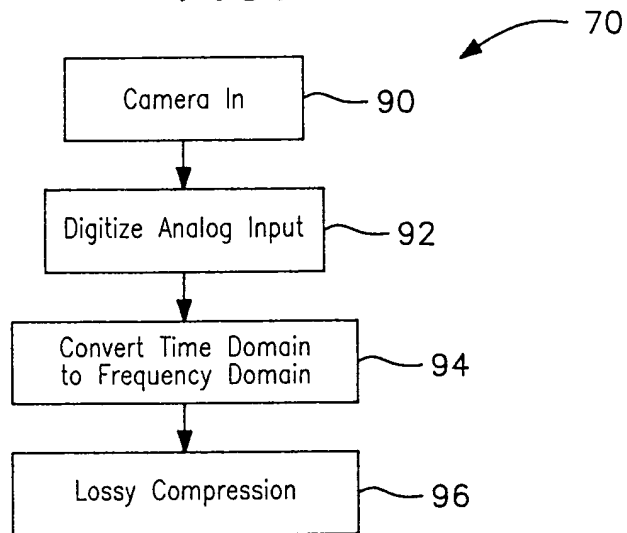 70
Camera In
90
Digitize Analog Input
92
Convert Time Domain
to Frequency Domain
94
Lossy Compression
96